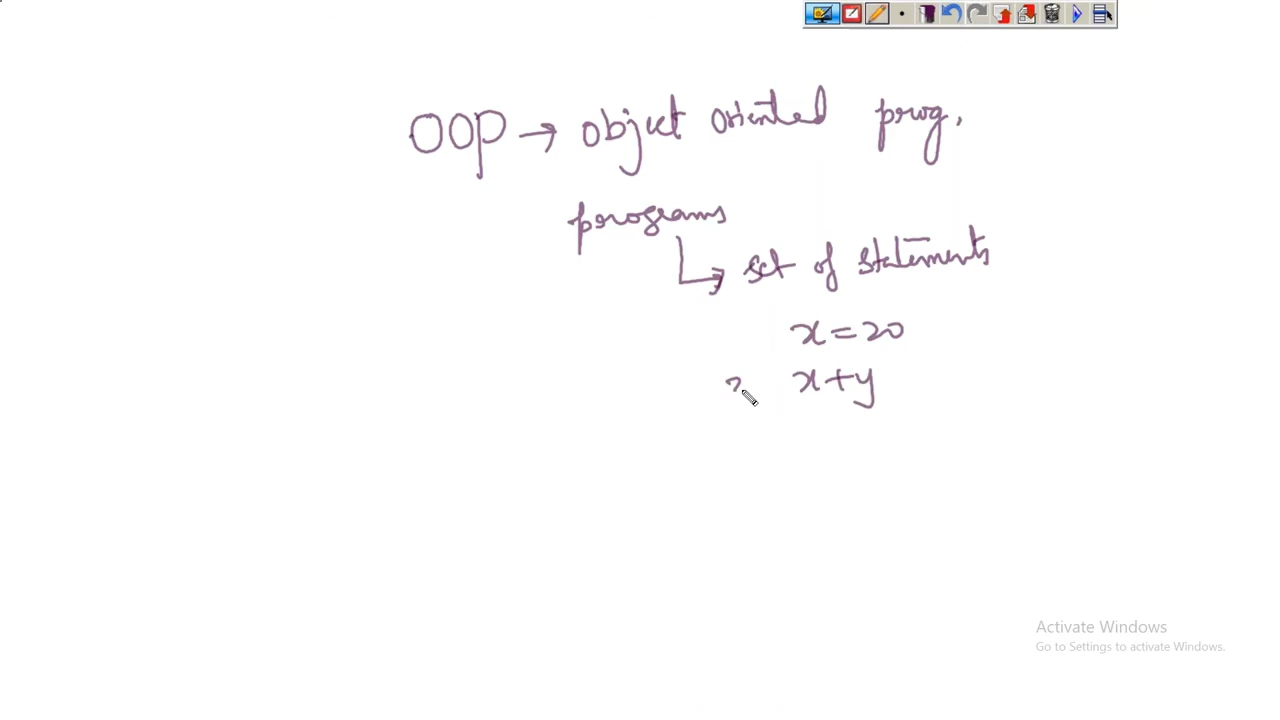 OOP → object oriented prog.
programs
↳ set of statements
x = 20
x + y
Activate Windows
Go to Settings to activate Windows.